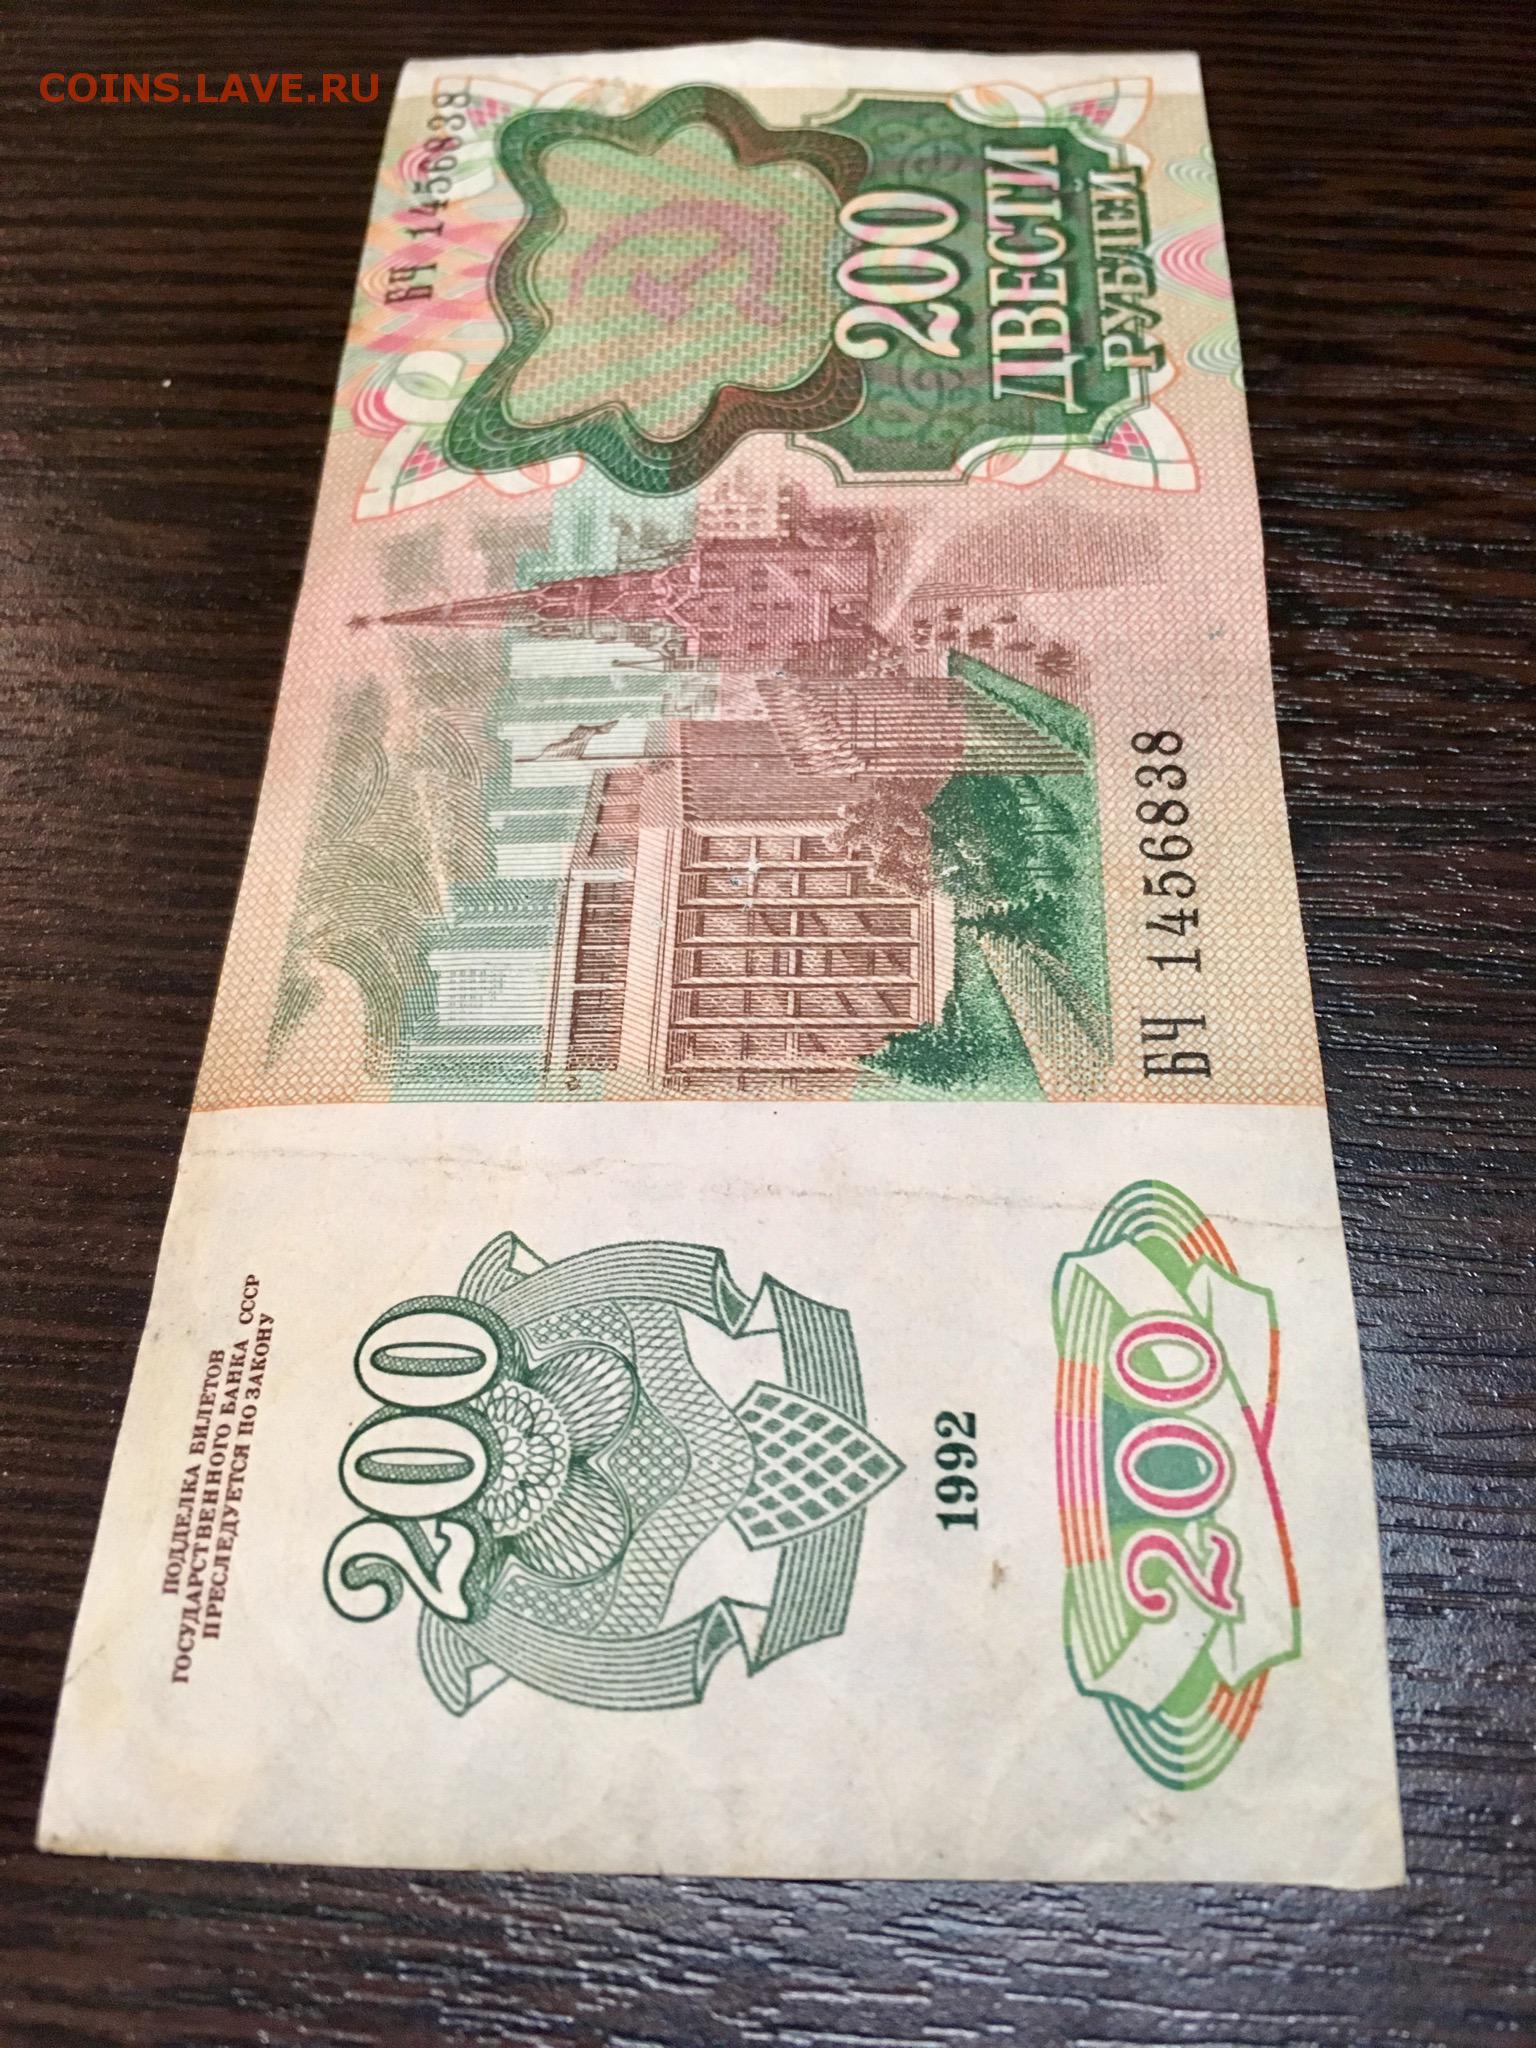 COINS.LAVE.RU
БЧ 1456838
200
ДВЕСТИ
РУБЛЕЙ
БЧ 1456838
ПОДДЕЛКА БИЛЕТОВ
ГОСУДАРСТВЕННОГО БАНКА СССР
ПРЕСЛЕДУЕТСЯ ПО ЗАКОНУ
200
1992
200